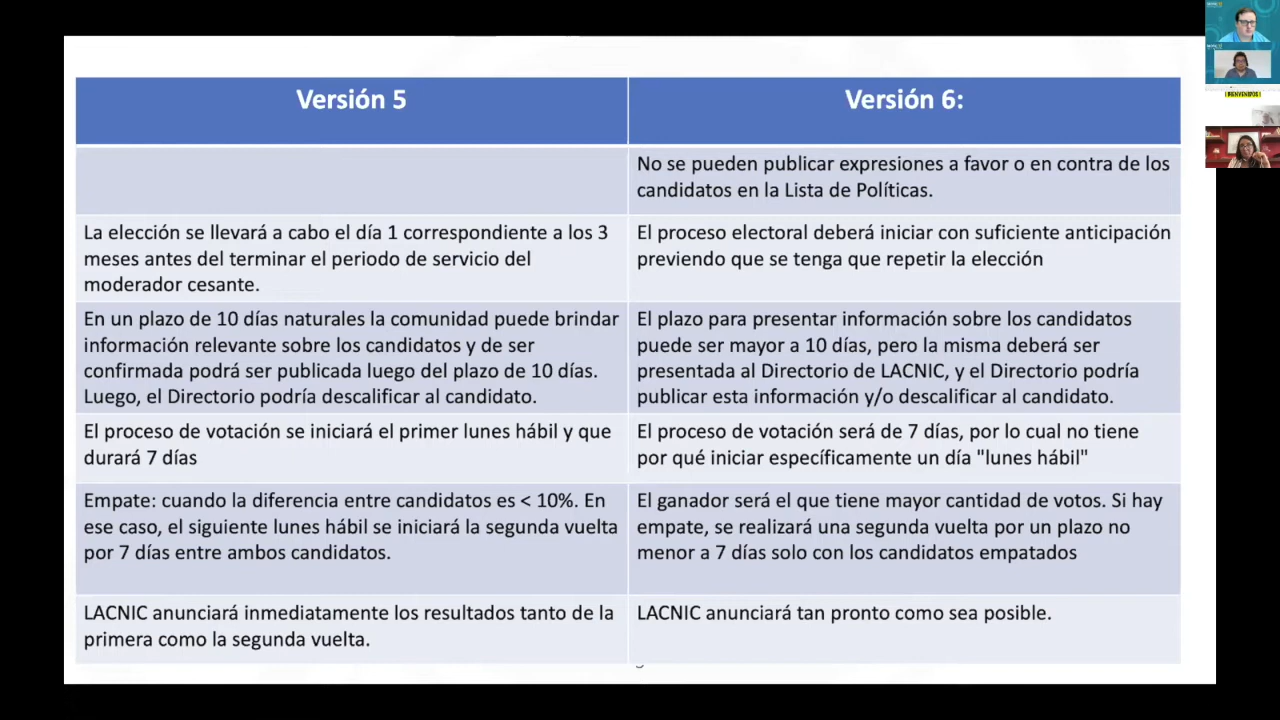 Versión 5
Versión 6:
No se pueden publicar expresiones a favor o en contra de los
candidatos en la Lista de Políticas.
La elección se llevará a cabo el día 1 correspondiente a los 3
meses antes del terminar el periodo de servicio del
moderador cesante.
El proceso electoral deberá iniciar con suficiente anticipación
previendo que se tenga que repetir la elección
En un plazo de 10 días naturales la comunidad puede brindar
información relevante sobre los candidatos y de ser
confirmada podrá ser publicada luego del plazo de 10 días.
Luego, el Directorio podría descalificar al candidato.
El plazo para presentar información sobre los candidatos
puede ser mayor a 10 días, pero la misma deberá ser
presentada al Directorio de LACNIC, y el Directorio podría
publicar esta información y/o descalificar al candidato.
El proceso de votación se iniciará el primer lunes hábil y que
durará 7 días
El proceso de votación será de 7 días, por lo cual no tiene
por qué iniciar específicamente un día "lunes hábil"
Empate: cuando la diferencia entre candidatos es < 10%. En
ese caso, el siguiente lunes hábil se iniciará la segunda vuelta
por 7 días entre ambos candidatos.
El ganador será el que tiene mayor cantidad de votos. Si hay
empate, se realizará una segunda vuelta por un plazo no
menor a 7 días solo con los candidatos empatados
LACNIC anunciará inmediatamente los resultados tanto de la
primera como la segunda vuelta.
LACNIC anunciará tan pronto como sea posible.
¡BIENVENIDOS!